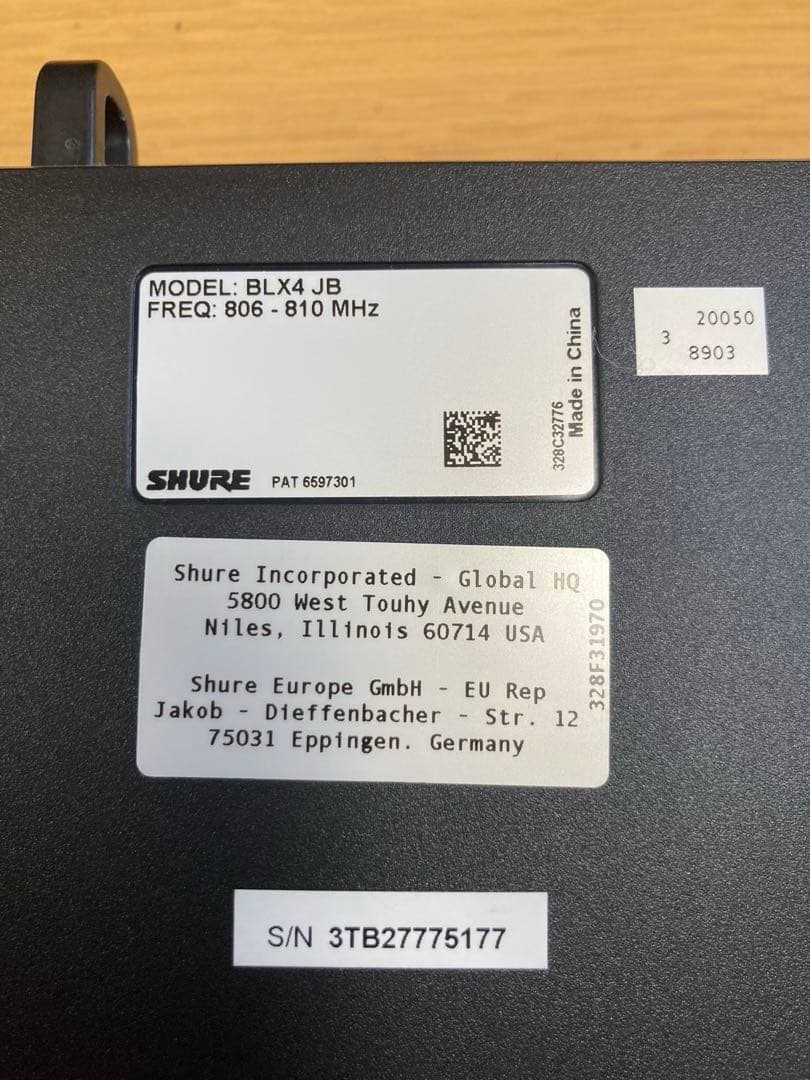 MODEL: BLX4 JB
FREQ: 806 - 810 MHz
SHURE PAT 6597301
328C32776
Made in China
3 20050
8903
Shure Incorporated - Global HQ
5800 West Touhy Avenue
Niles, Illinois 60714 USA
Shure Europe GmbH - EU Rep
Jakob - Dieffenbacher - Str. 12
75031 Eppingen. Germany
328F31970
S/N 3TB27775177